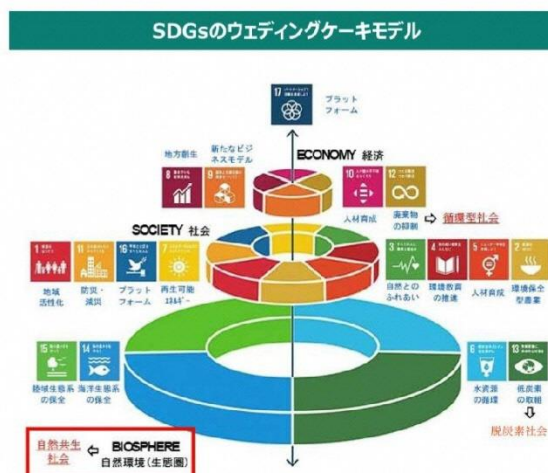 SDGsのウェディングケーキモデル
17
プラット
フォーム
地方創生
新たなビジ
ネスモデル
ECONOMY 経済
8
9
10
12
人材育成
廃棄物
の抑制
循環型社会
SOCIETY 社会
1
11
16
7
地域
活性化
防災・
減災
プラット
フォーム
再生可能
エネルギー
3
4
5
2
自然との
ふれあい
環境教育
の推進
人材育成
環境保全
型農業
15
14
陸域生態系
の保全
海洋生態系
の保全
6
13
水資源
の循環
低炭素
の取組
脱炭素社会
自然共生
社会
BIOSPHERE
自然環境(生態圏)